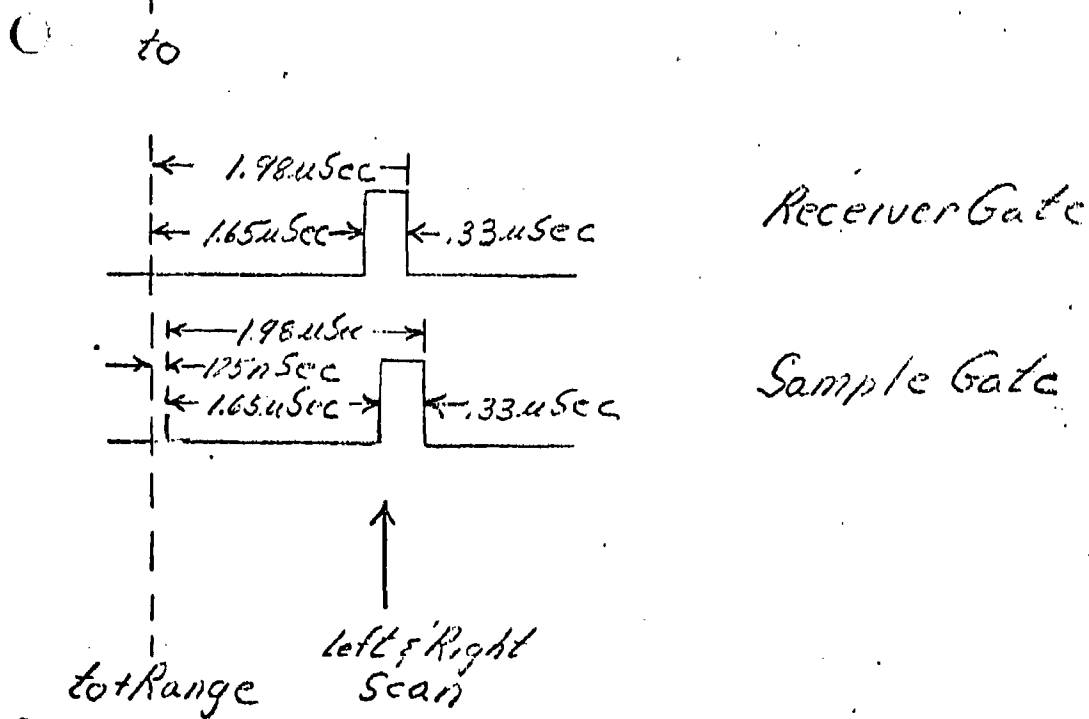 to
1.98uSec
1.65uSec
.33uSec
Receiver Gate
1.98uSec
125nSec
1.65uSec
.33uSec
Sample Gate
left & Right
Scan
to+Range